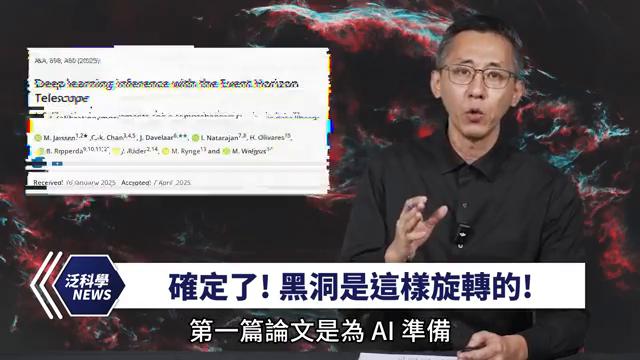 A&A, 698, A60 (2025)
Deep learning inference with the Event Horizon
Telescope
M. Janssen, C.-k. Chan, J. Davelaar, I. Natarajan, H. Olivares
B. Ripperda, J. Röder, M. Rynge and M. Wielgus
Received: 16 January 2025 Accepted: 7 April 2025
泛科學
NEWS
確定了! 黑洞是這樣旋轉的!
第一篇論文是為 AI 準備